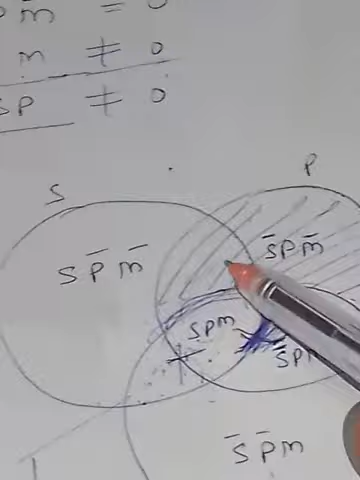 P m̄ = 0
m ≠ 0
SP ≠ 0
S
P
S P̄ m̄
S̄ P m̄
S P m
S̄ P m
S̄ P̄ m